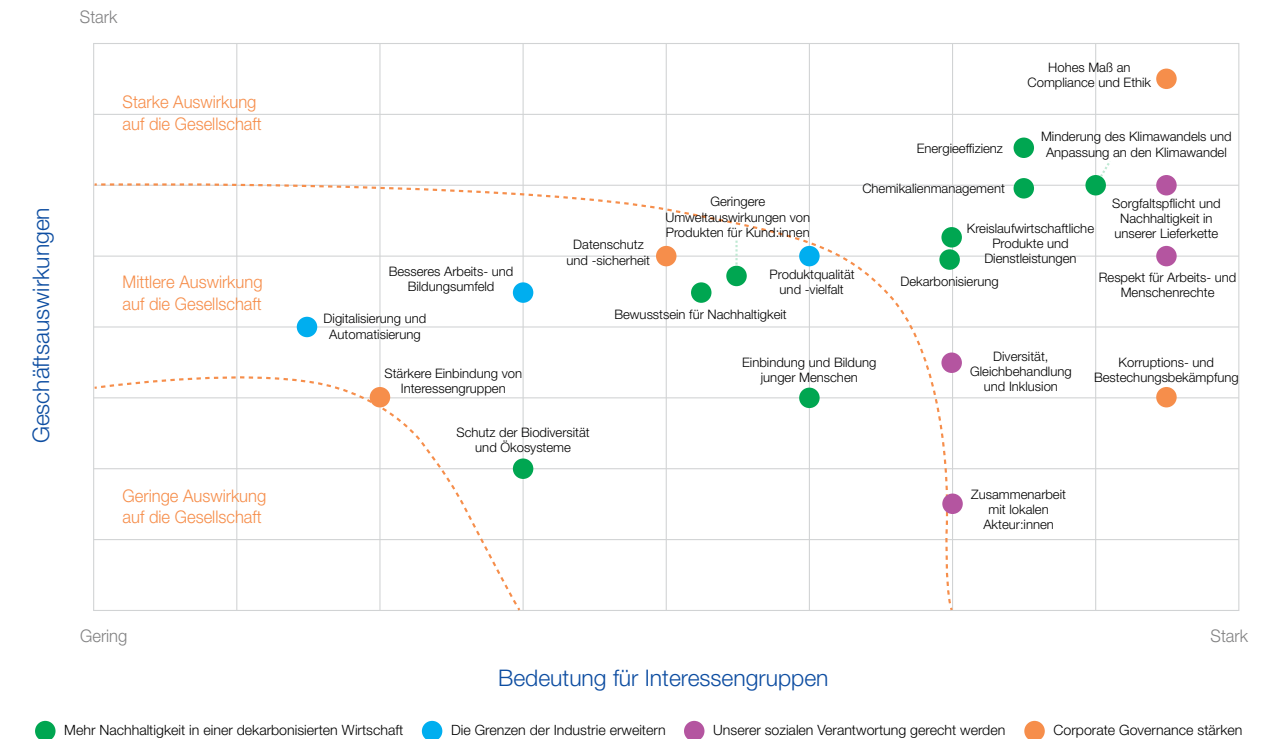 Stark
Starke Auswirkung
auf die Gesellschaft
Hohes Maß an
Compliance und Ethik
Energieeffizienz
Minderung des Klimawandels und
Anpassung an den Klimawandel
Chemikalienmanagement
Sorgfaltspflicht und
Nachhaltigkeit in
unserer Lieferkette
Geringere
Umweltauswirkungen von
Produkten für Kund:innen
Kreislaufwirtschaftliche
Produkte und
Dienstleistungen
Datenschutz
und -sicherheit
Geschäftsauswirkungen
Mittlere Auswirkung
auf die Gesellschaft
Besseres Arbeits- und
Bildungsumfeld
Produktqualität
und -vielfalt
Dekarbonisierung
Respekt für Arbeits- und
Menschenrechte
Bewusstsein für Nachhaltigkeit
Digitalisierung und
Automatisierung
Stärkere Einbindung von
Interessengruppen
Einbindung und Bildung
junger Menschen
Diversität,
Gleichbehandlung
und Inklusion
Korruptions- und
Bestechungsbekämpfung
Schutz der Biodiversität
und Ökosysteme
Geringe Auswirkung
auf die Gesellschaft
Zusammenarbeit
mit lokalen
Akteur:innen
Gering
Stark
Bedeutung für Interessengruppen
Mehr Nachhaltigkeit in einer dekarbonisierten Wirtschaft
Die Grenzen der Industrie erweitern
Unserer sozialen Verantwortung gerecht werden
Corporate Governance stärken